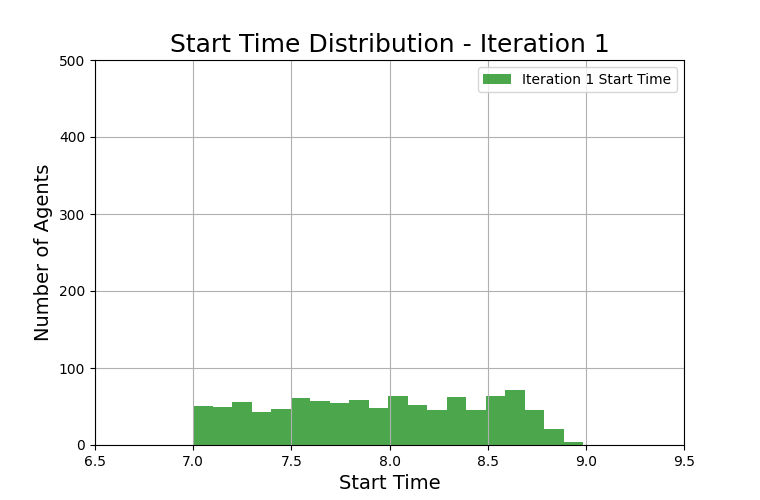 Start Time Distribution - Iteration 1
Iteration 1 Start Time
Number of Agents
500
400
300
200
100
0
6.5 7.0 7.5 8.0 8.5 9.0 9.5
Start Time